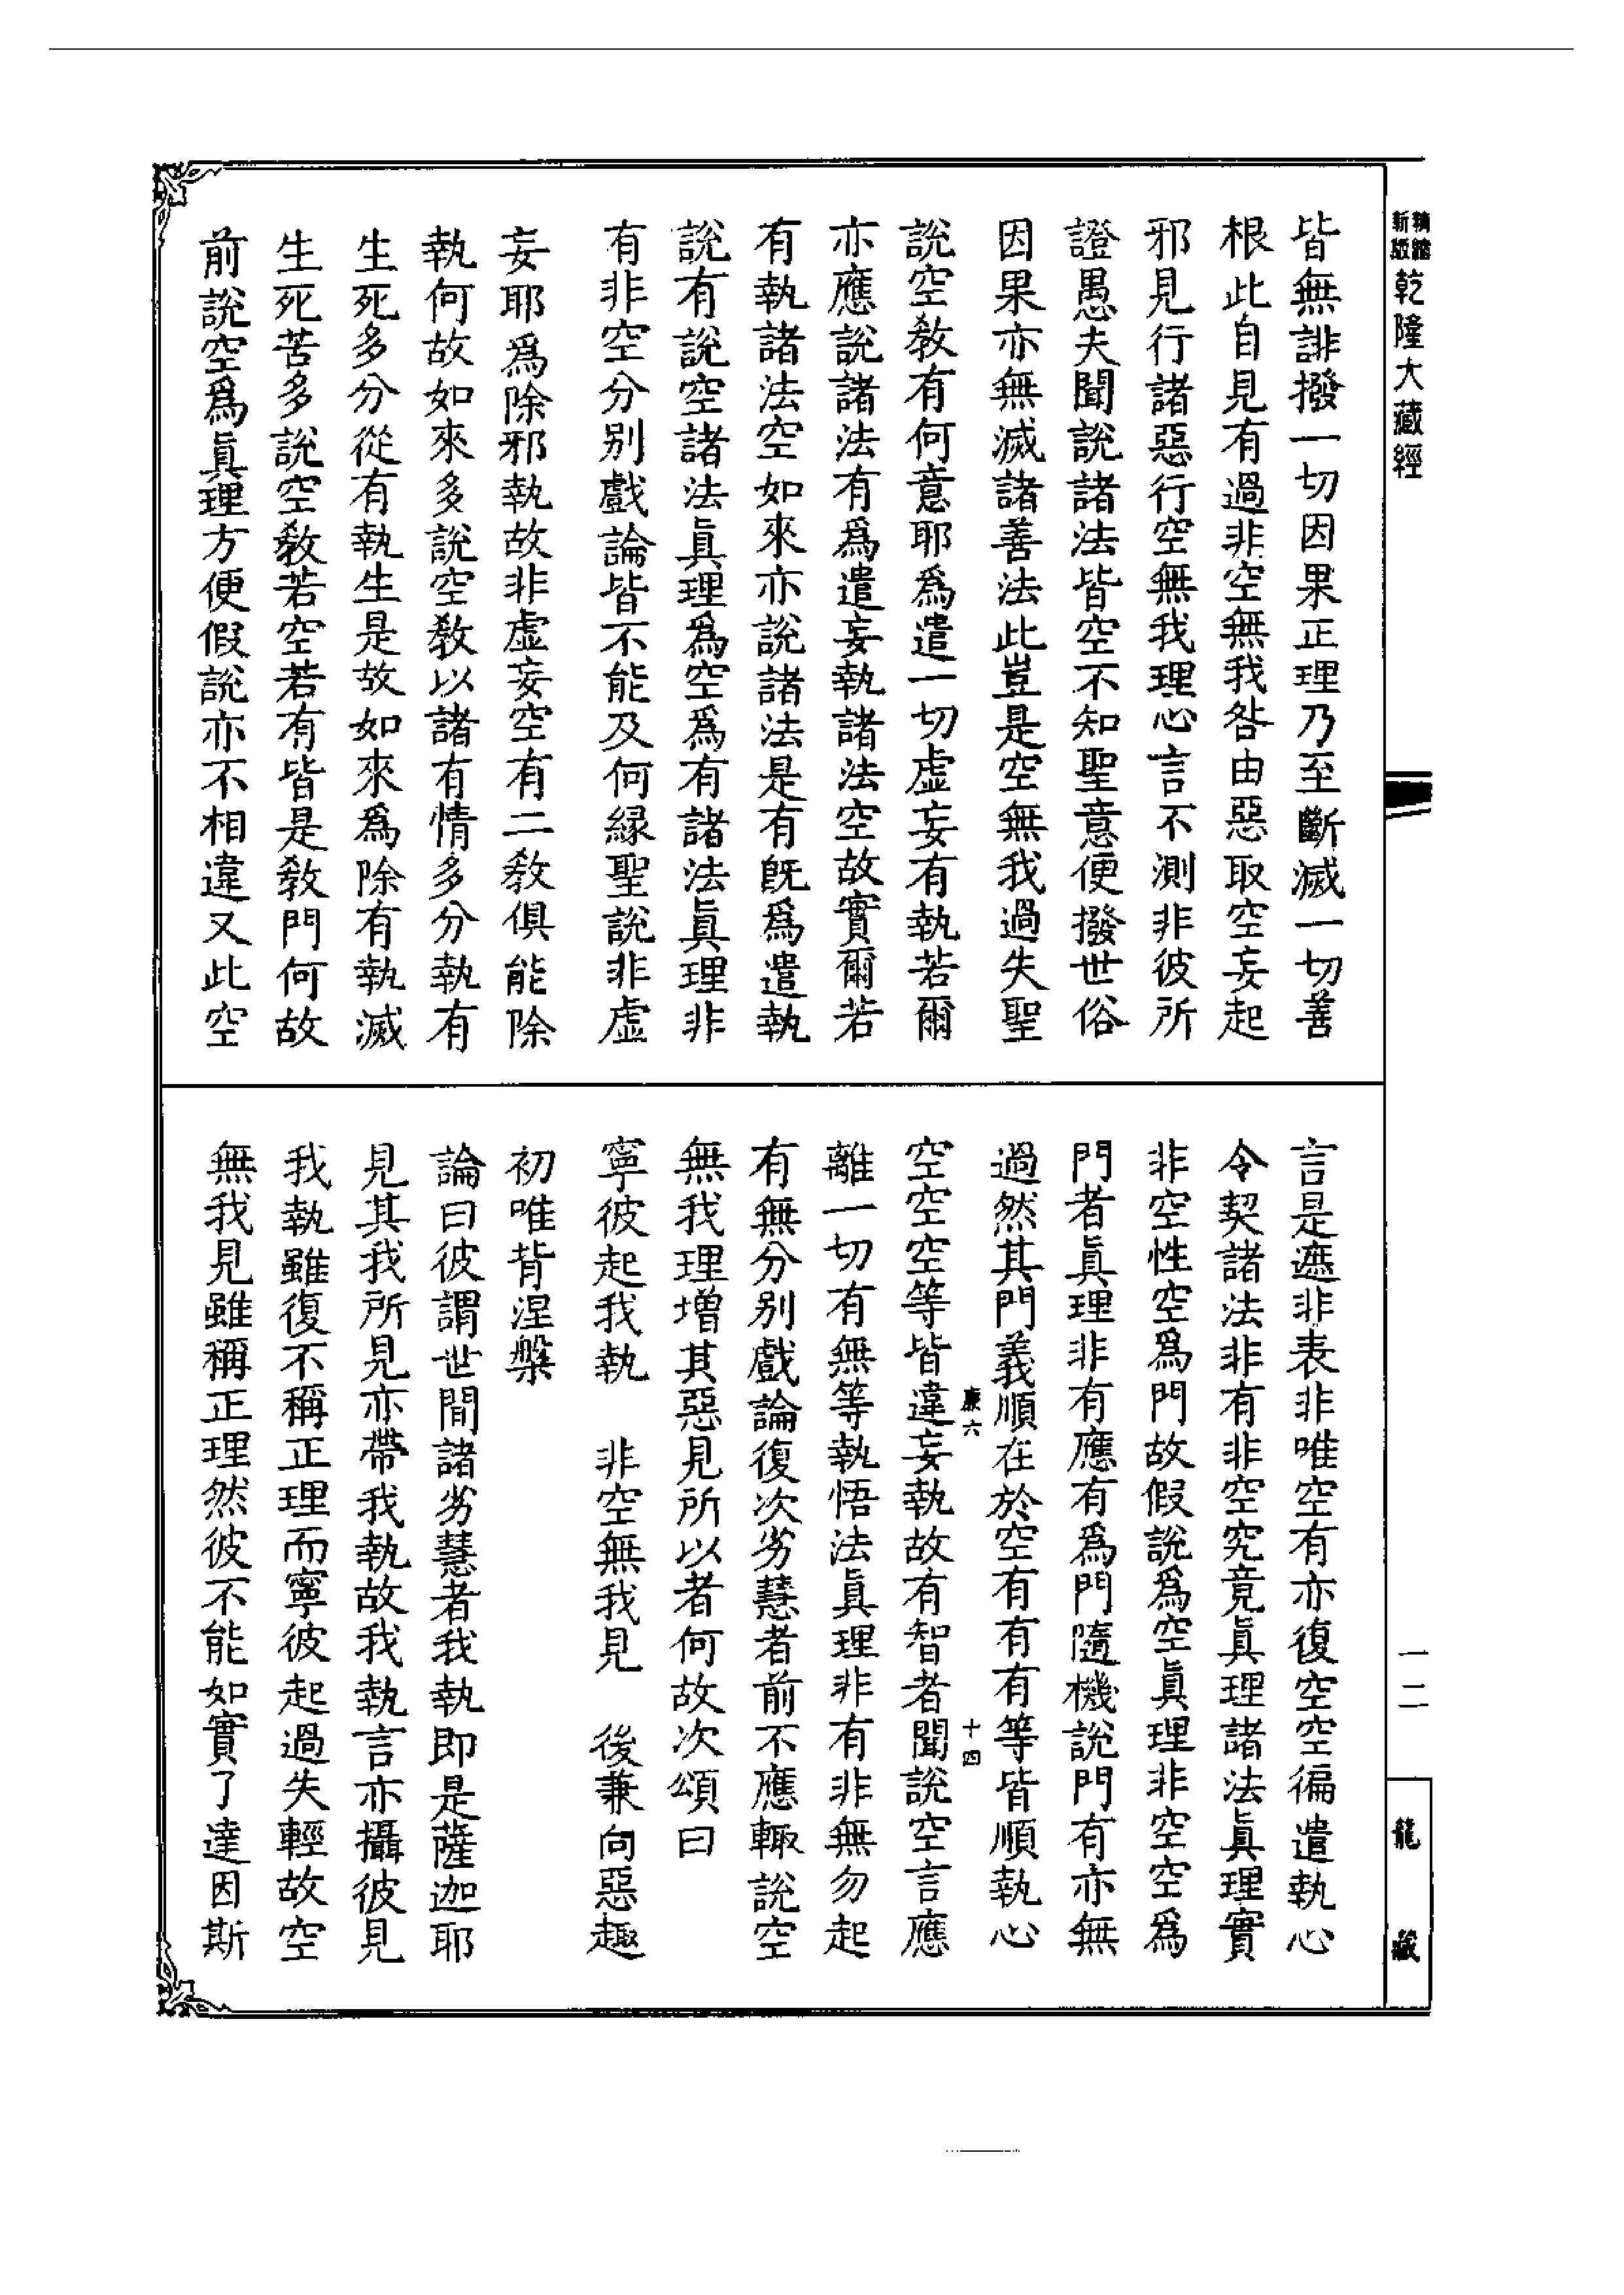 精縮新版乾隆大藏經
皆無誹撥一切因果正理乃至斷滅一切善
根此自見有過非空無我咎由惡取空妄起
邪見行諸惡行空無我理心言不測非彼所
證愚夫聞說諸法皆空不知聖意便撥世俗
因果亦無滅諸善法此豈是空無我過失聖
說空教有何意耶爲遣一切虛妄有執若爾
亦應說諸法有爲遣妄執諸法空故實爾若
有執諸法空如來亦說諸法是有既爲遣執
說有說空諸法真理爲空爲有諸法真理非
有非空分別戲論皆不能及何緣聖說非虛
妄耶爲除邪執故非虛妄空有二教俱能除
執何故如來多說空教以諸有情多分執有
生死多分從有執生是故如來爲除有執滅
生死苦多說空教若空若有皆是教門何故
前說空爲真理方便假說亦不相違又此空
言是遮非表非唯空有亦復空空徧遣執心
令契諸法非有非空究竟真理諸法真理實
非空性空爲門故假說爲空真理非空空爲
門者真理非有應有爲門隨機說門有亦無
過然其門義順在於空有有有等皆順執心
康六 十四
空空空等皆違妄執故有智者聞說空言應
離一切有無等執悟法真理非有非無勿起
有無分別戲論復次劣慧者前不應輙說空
無我理增其惡見所以者何故次頌曰
寧彼起我執 非空無我見 後兼向惡趣
初唯背涅槃
論曰彼謂世間諸劣慧者我執即是薩迦耶
見其我所見亦帶我執故我執言亦攝彼見
我執雖復不稱正理而寧彼起過失輕故空
無我見雖稱正理然彼不能如實了達因斯
一二
龍藏